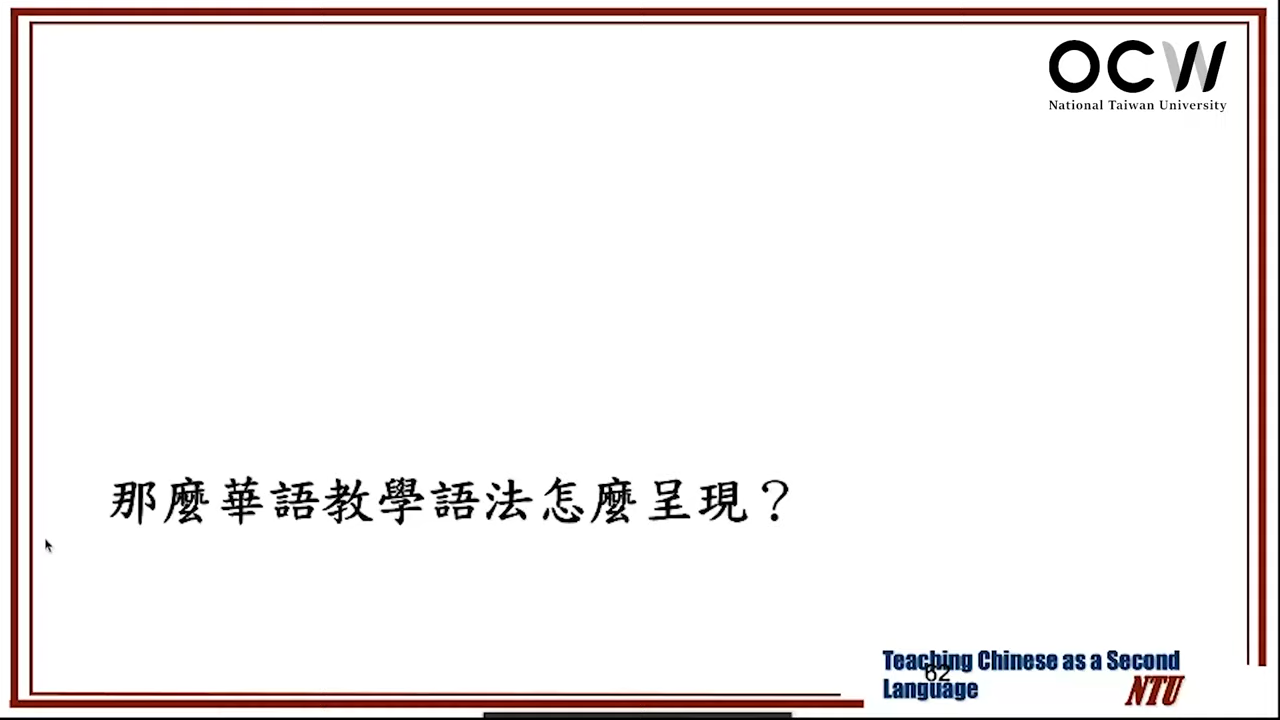 OCW
National Taiwan University
那麼華語教學語法怎麼呈現？
Teaching Chinese as a Second
Language
62
NTU